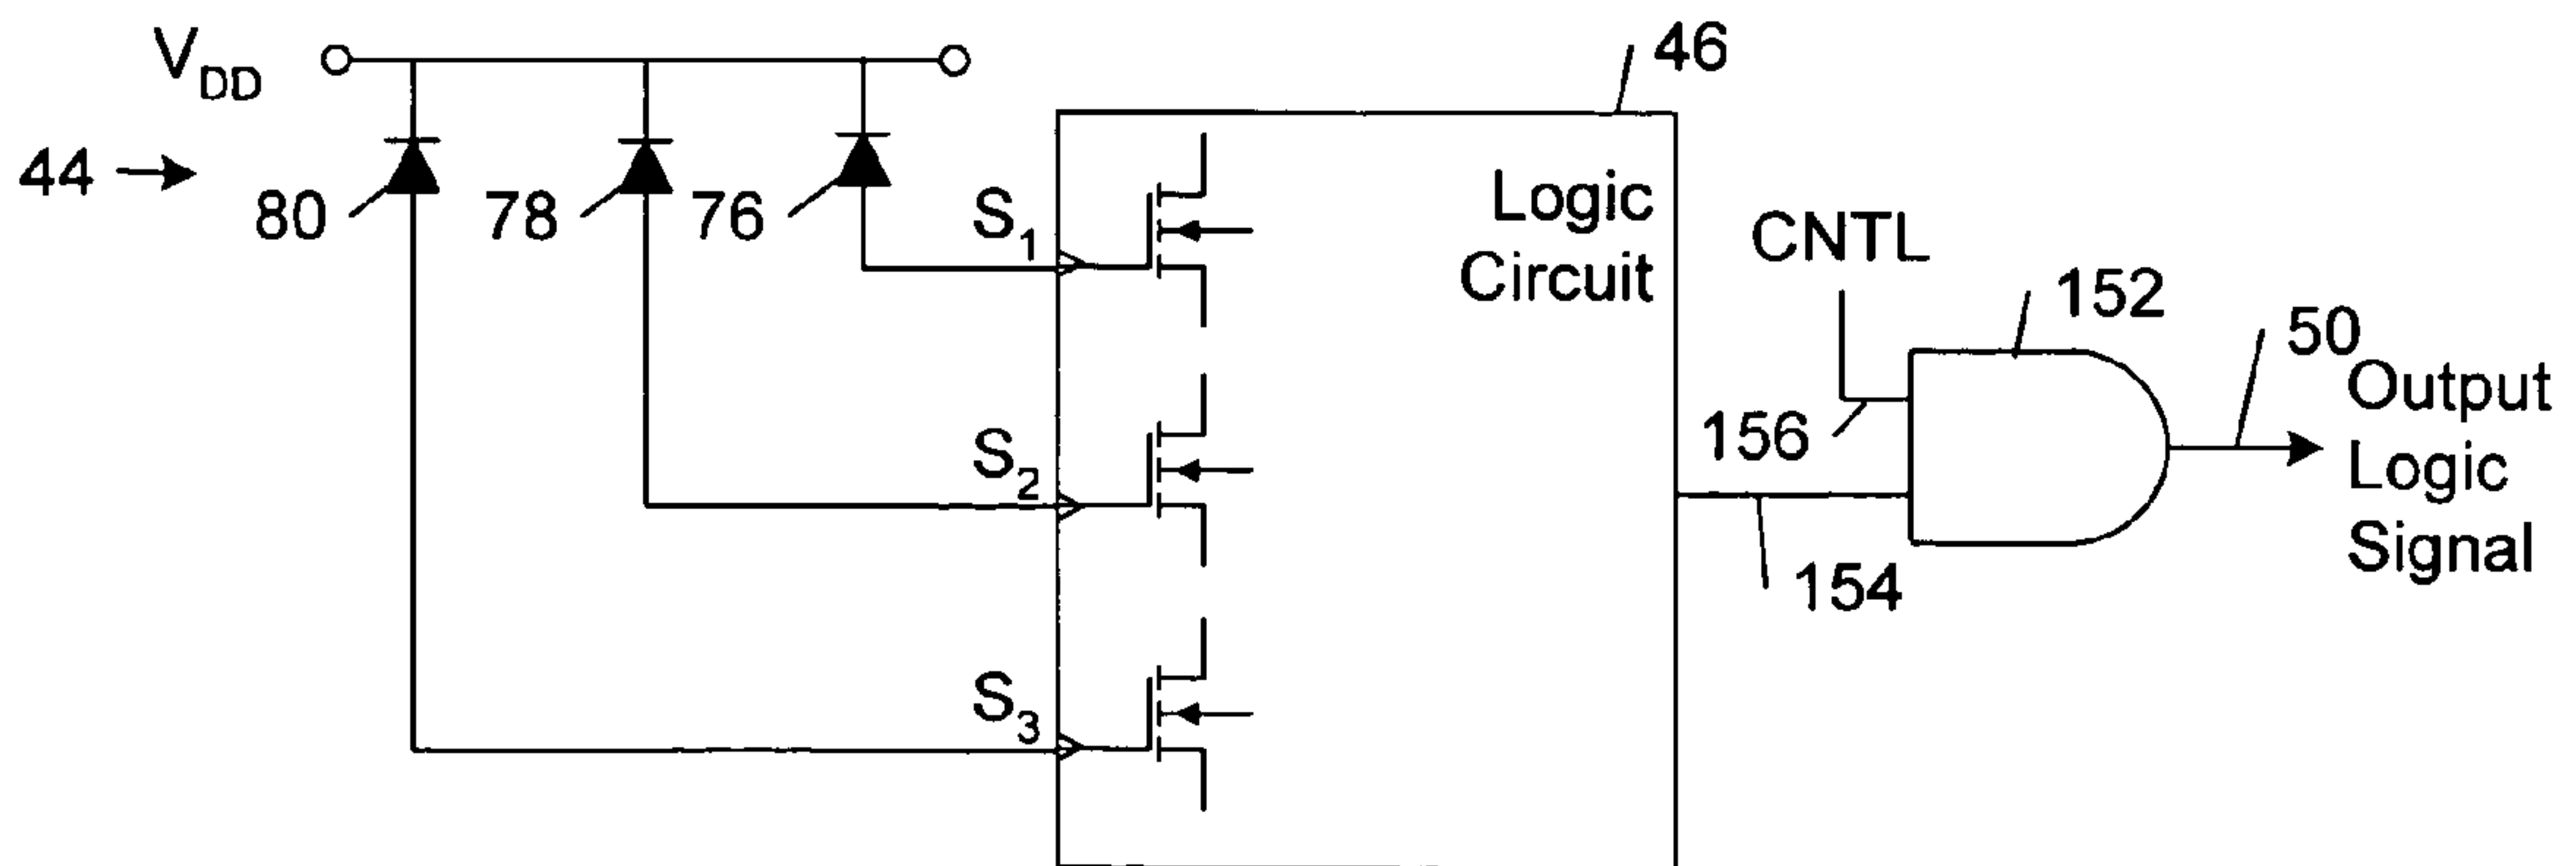 V_DD
46
44
80
78
76
S_1
Logic
Circuit
CNTL
152
50
Output
Logic
Signal
156
S_2
154
S_3